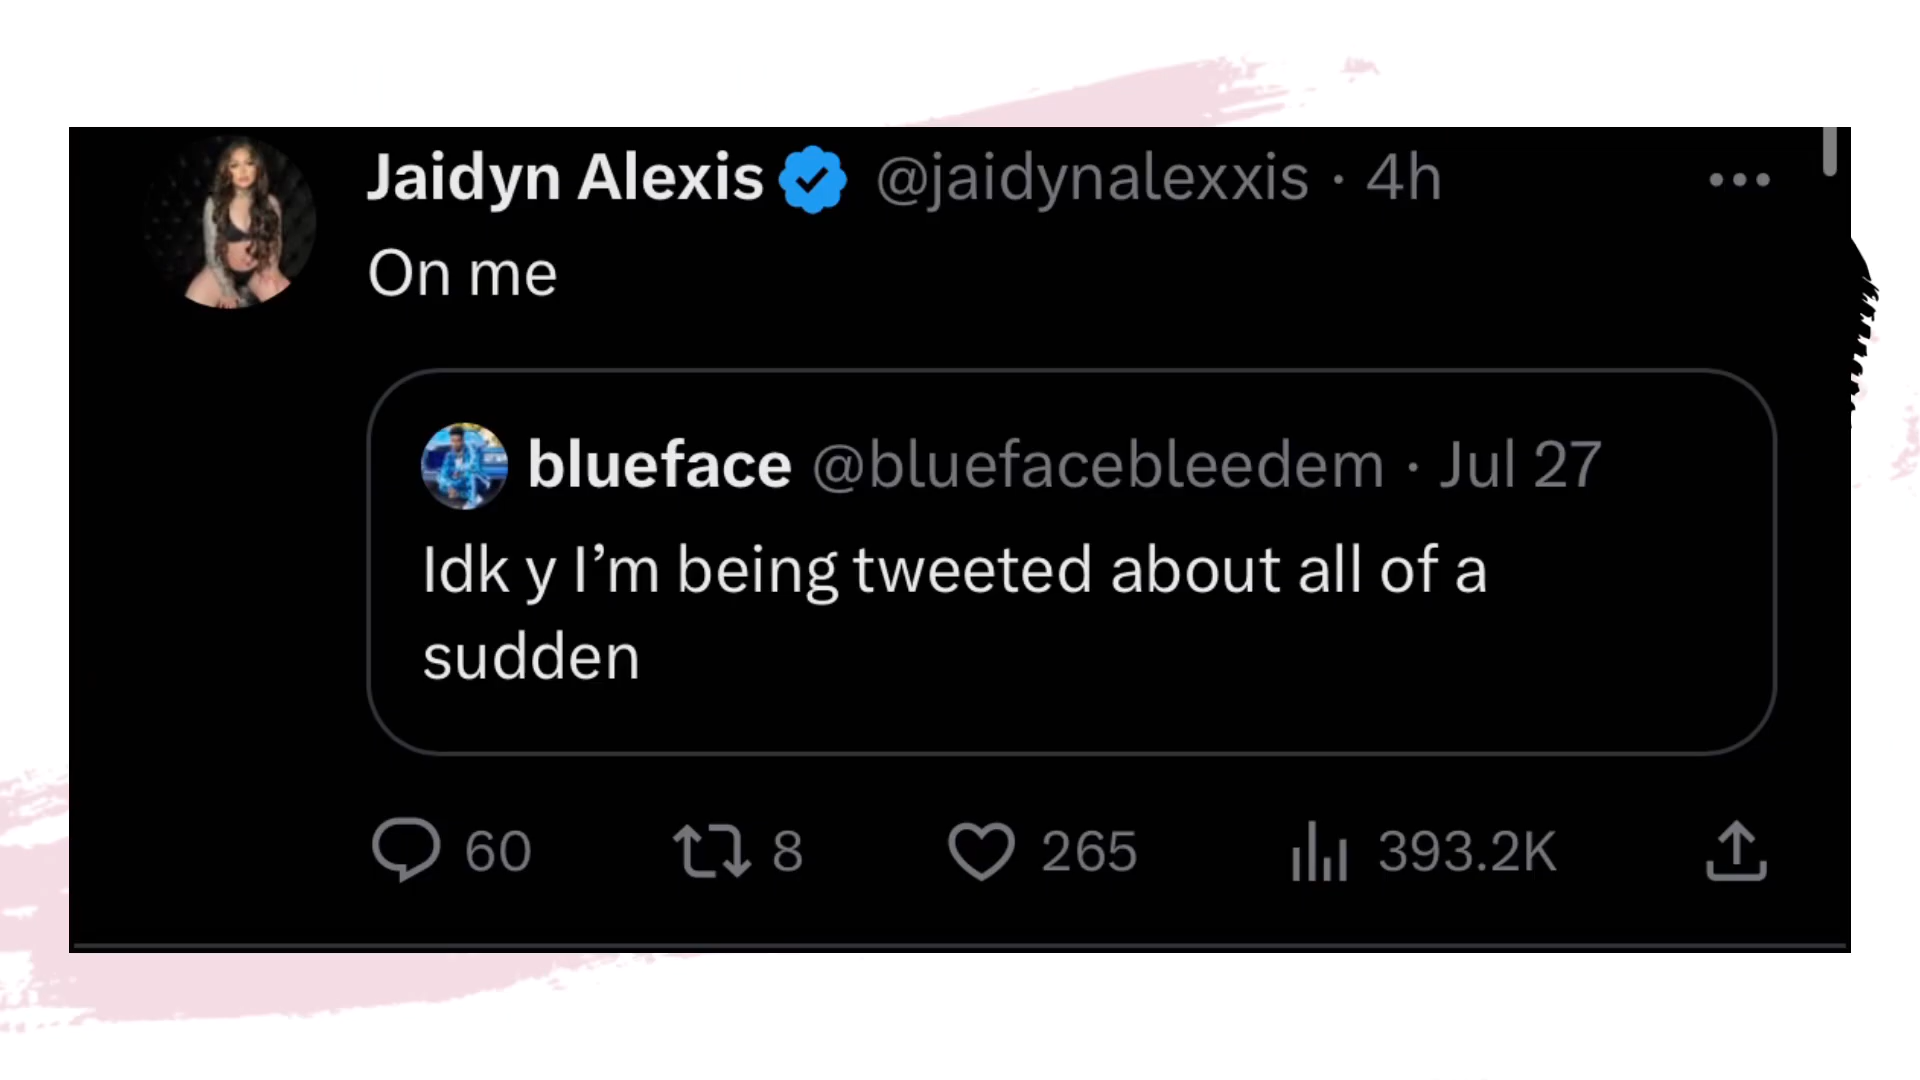 Jaidyn Alexis @jaidynalexxis · 4h
On me
blueface @bluefacebleedem · Jul 27
Idk y I’m being tweeted about all of a
sudden
60 8 265 393.2K